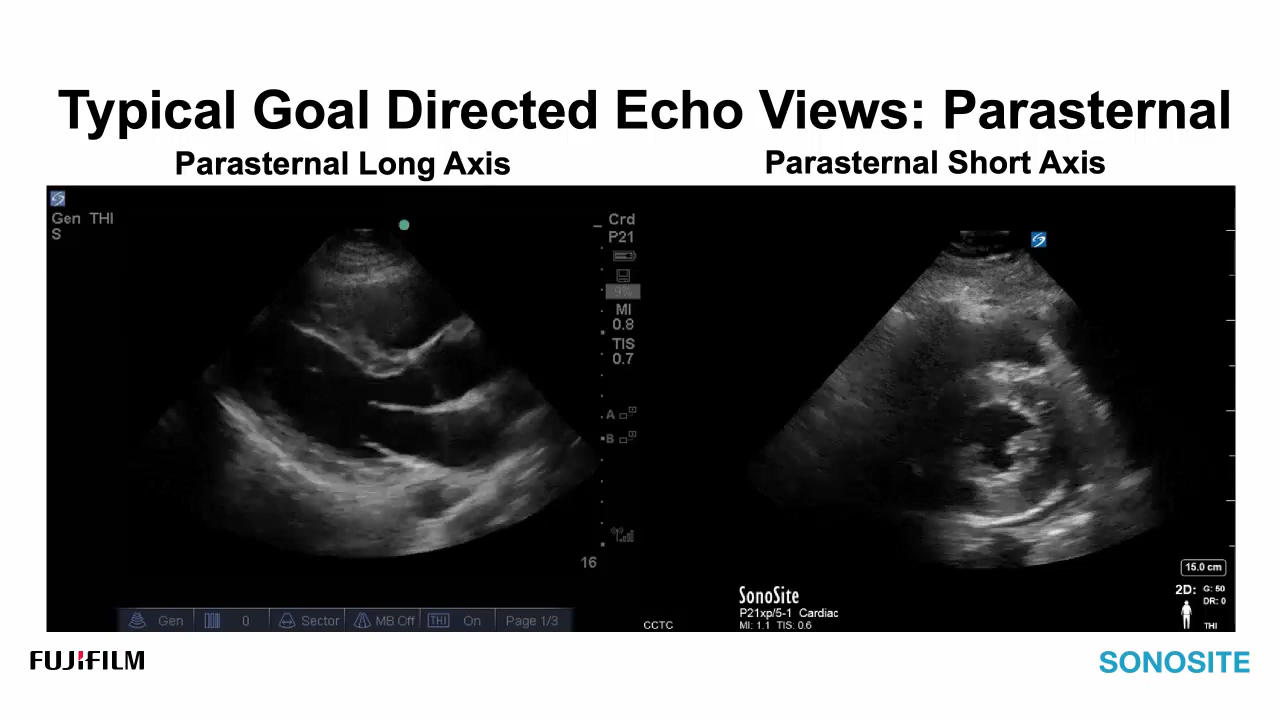 Typical Goal Directed Echo Views: Parasternal
Parasternal Long Axis
Parasternal Short Axis
Gen THI
S
Crd
P21
9%
MI
0.8
TIS
0.7
A
B
16
Gen
0
Sector
MB Off
THI
On
Page 1/3
CCTC
SonoSite
P21xp/5-1 Cardiac
MI: 1.1 TIS: 0.6
15.0 cm
2D:
G: 50
DR: 0
THI
FUJIFILM
SONOSITE